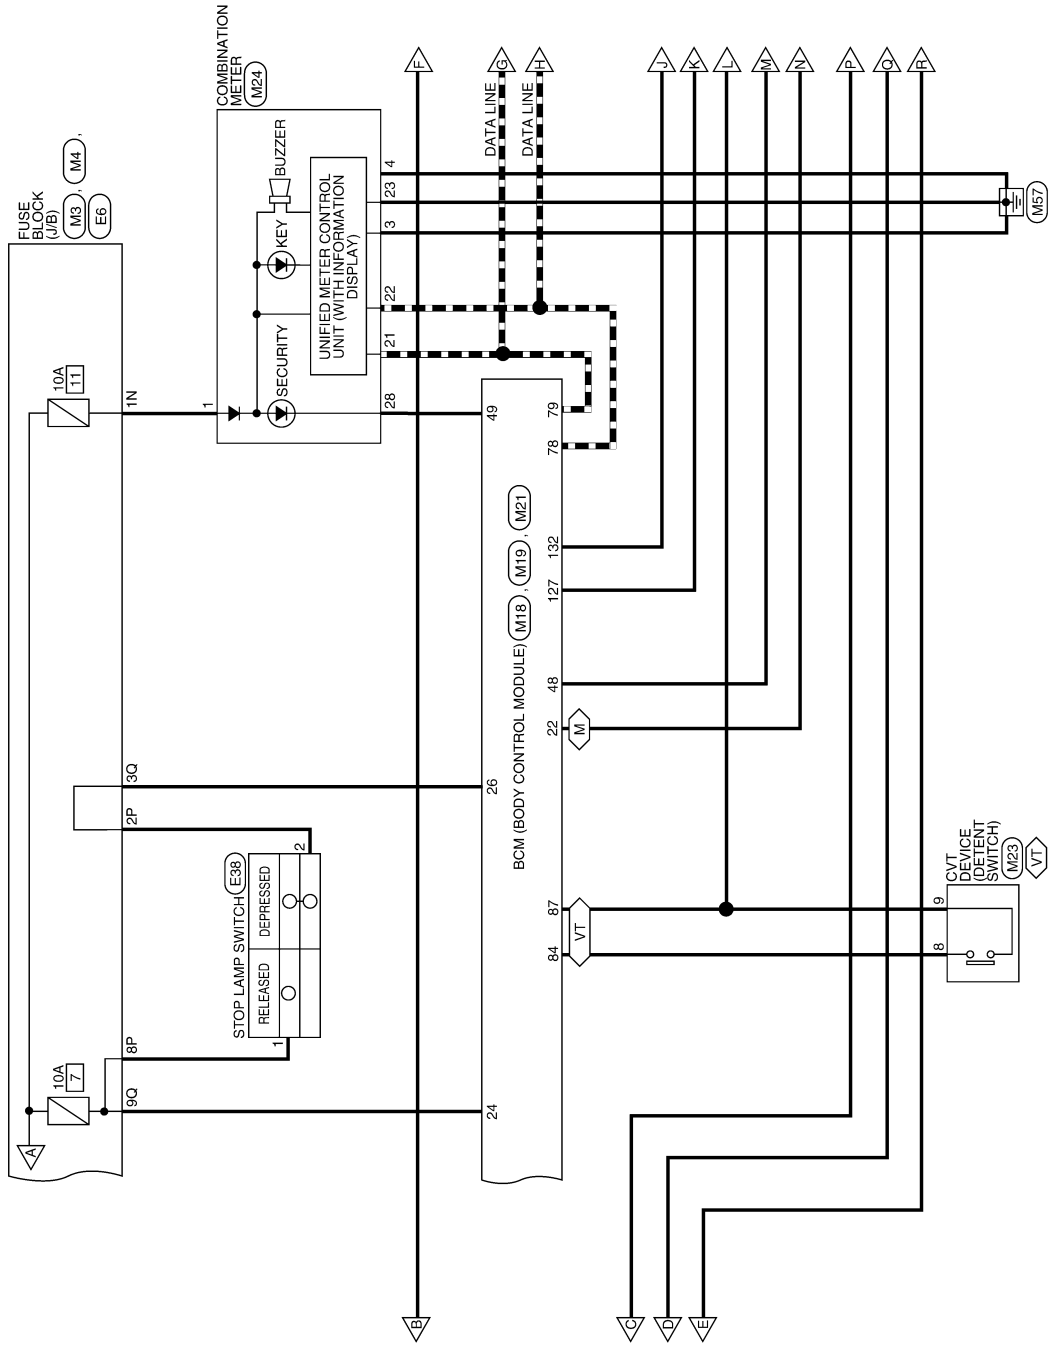 A
10A
7
9Q
8P
2P
3Q
10A
11
1N
FUSE
BLOCK
(J/B)
M3 , M4 ,
E6
STOP LAMP SWITCH E38
RELEASED
DEPRESSED
1
2
COMBINATION
METER
M24
1
SECURITY
KEY
BUZZER
UNIFIED METER CONTROL
UNIT (WITH INFORMATION
DISPLAY)
28
21
22
3
23
4
B
F
G
DATA LINE
H
DATA LINE
24
26
49
BCM (BODY CONTROL MODULE) M18 , M19 , M21
84
87
22
48
127
132
78
79
VT
M
C
D
E
J
K
L
M
N
P
Q
R
CVT
DEVICE
(DETENT
SWITCH)
M23
VT
8
9
M57